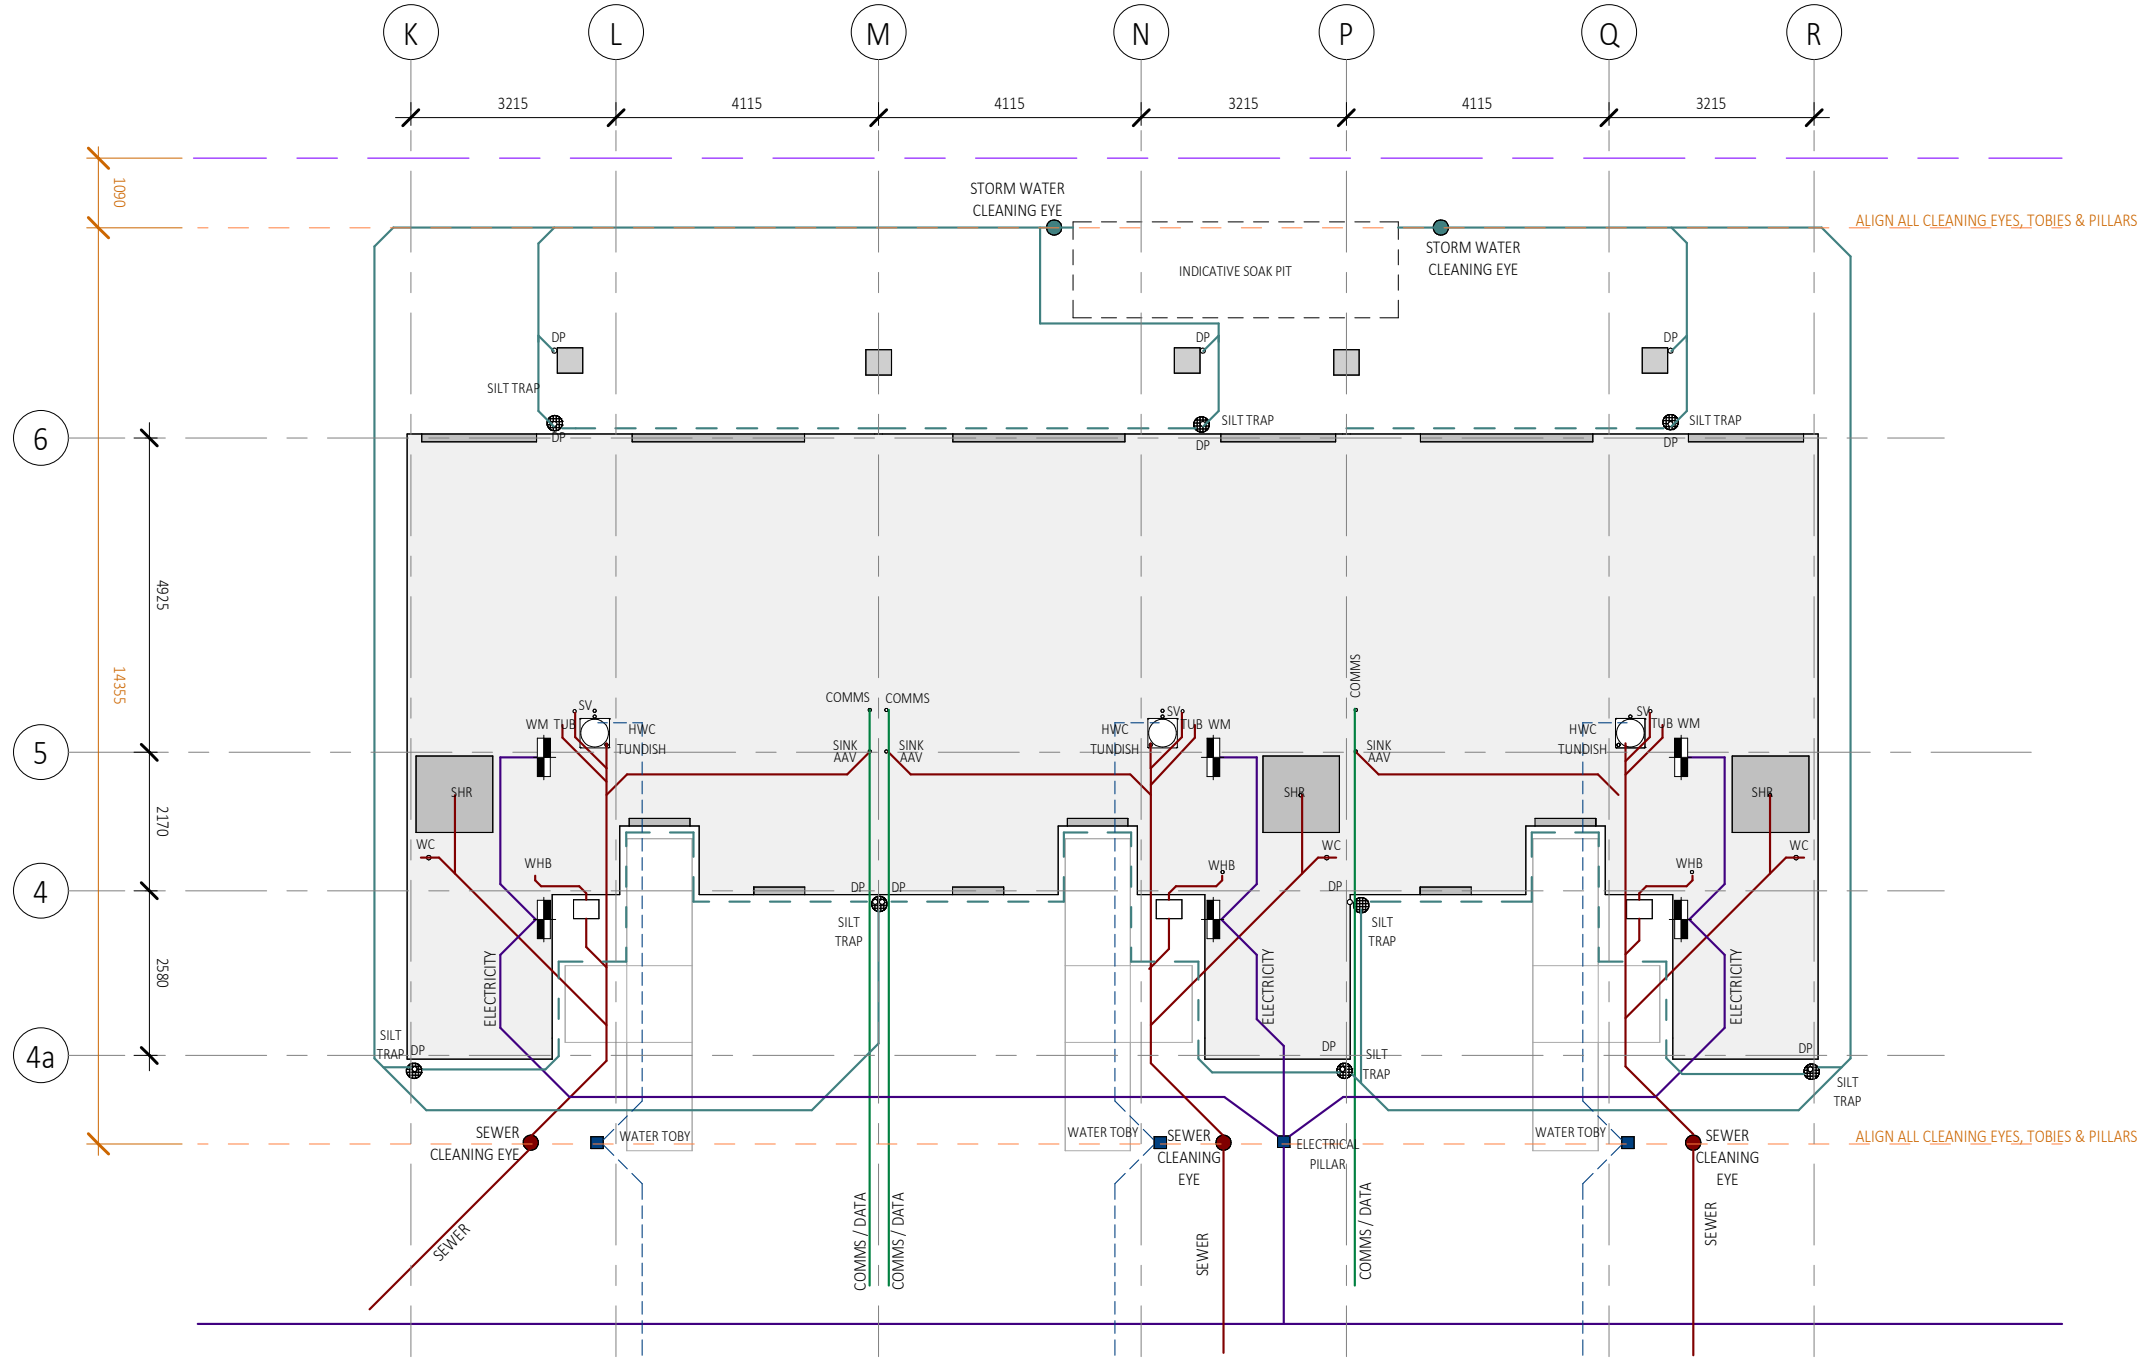 K L M N P Q R
3215 4115 4115 3215 4115 3215
1090
STORM WATER
CLEANING EYE
ALIGN ALL CLEANING EYES, TOBIES & PILLARS
STORM WATER
CLEANING EYE
INDICATIVE SOAK PIT
DP DP DP
SILT TRAP
SILT TRAP SILT TRAP
6
DP DP DP
4925
14355
COMMS COMMS COMMS
SV SV SV
WM TUB HWC HWC TUB WM HWC TUB WM
TUNDISH TUNDISH TUNDISH
SINK SINK SINK
AAV AAV AAV
5
SHR SHR SHR
2170
WC WC WC
WHB WHB WHB
4
DP DP DP
SILT SILT
TRAP TRAP
2580
ELECTRICITY ELECTRICITY ELECTRICITY
SILT
TRAP DP
4a
DP SILT
TRAP
DP
SILT
TRAP
SEWER
CLEANING EYE
WATER TOBY WATER TOBY WATER TOBY
SEWER
CLEANING
EYE
ELECTRICAL
PILLAR
SEWER
CLEANING
EYE
ALIGN ALL CLEANING EYES, TOBIES & PILLARS
SEWER
COMMS / DATA
COMMS / DATA
SEWER
COMMS / DATA
SEWER